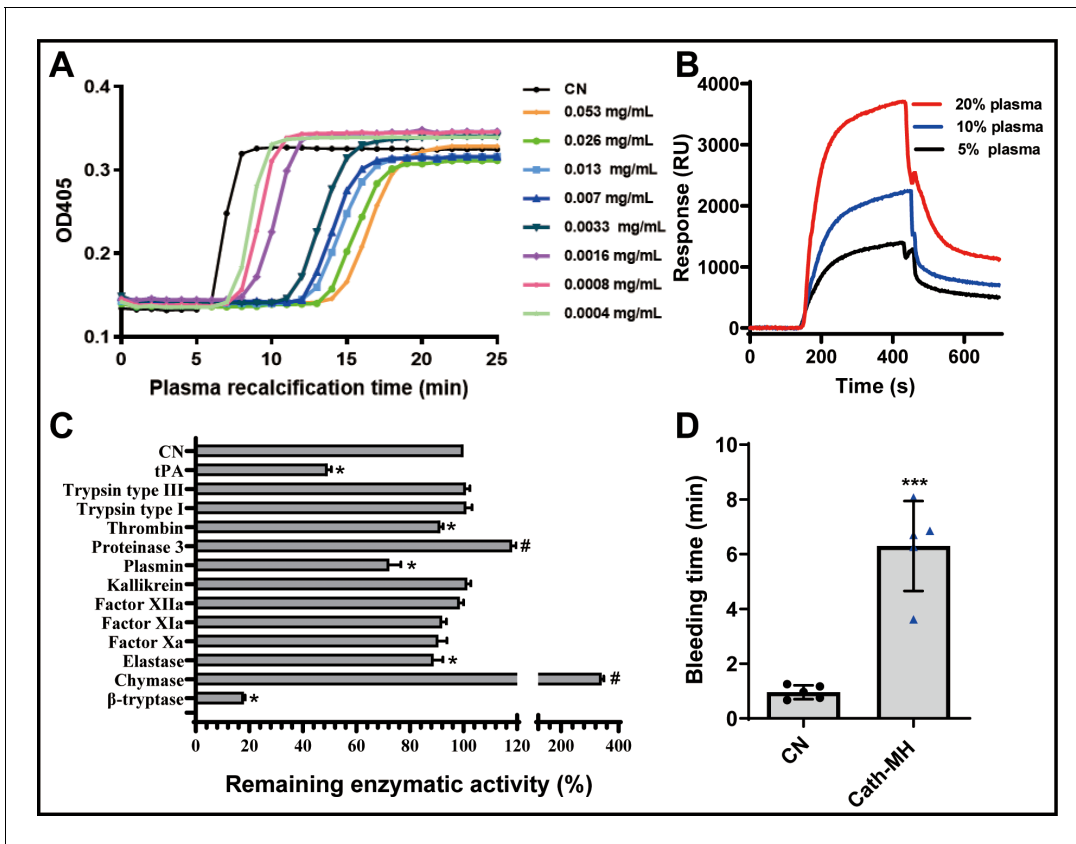 A
0.4
0.3
0.2
0.1
OD405
0 5 10 15 20 25
Plasma recalcification time (min)
CN
0.053 mg/mL
0.026 mg/mL
0.013 mg/mL
0.007 mg/mL
0.0033 mg/mL
0.0016 mg/mL
0.0008 mg/mL
0.0004 mg/mL
B
4000
3000
2000
1000
0
Response (RU)
0 200 400 600
Time (s)
20% plasma
10% plasma
5% plasma
C
CN
tPA *
Trypsin type III
Trypsin type I
Thrombin *
Proteinase 3 #
Plasmin *
Kallikrein
Factor XIIa
Factor XIa
Factor Xa
Elastase *
Chymase #
β-tryptase *
0 20 40 60 80 100 120 200 400
Remaining enzymatic activity (%)
D
10
8
6
4
2
0
Bleeding time (min)
***
CN
Cath-MH